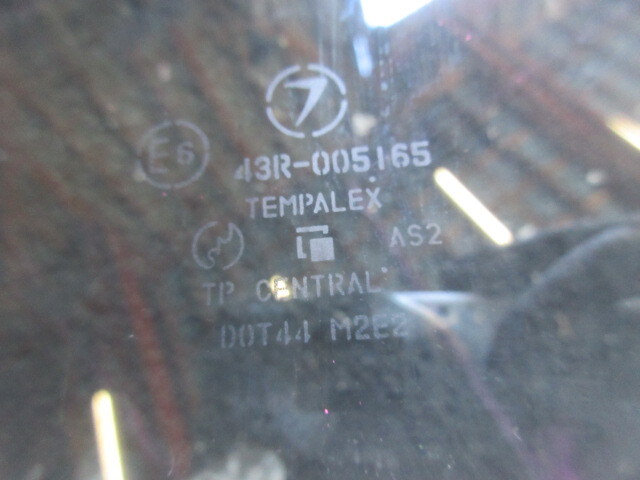 E6 43R-005165
TEMPALEX
AS2
TP CENTRAL
DOT44 M2E2